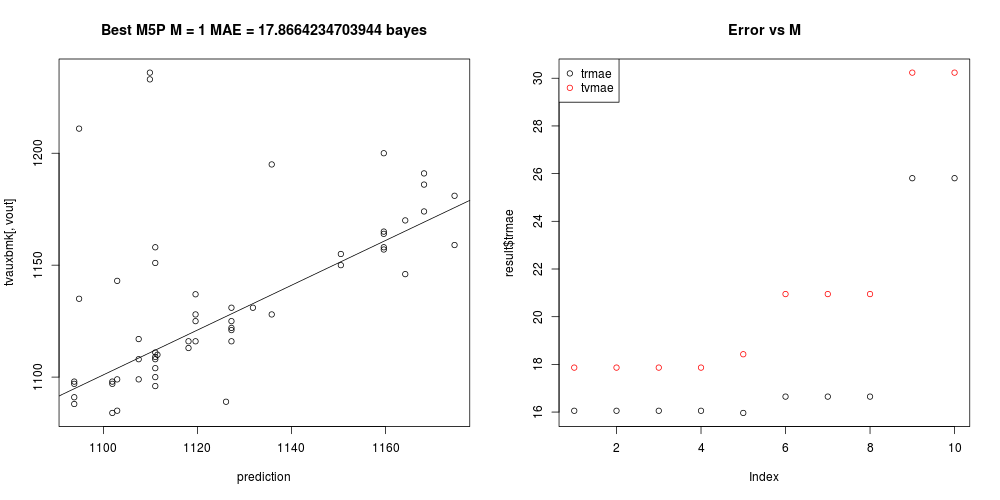 Best M5P M = 1 MAE = 17.8664234703944 bayes
tvauxbmk[, vout]
1200
1150
1100
1100 1120 1140 1160
prediction
Error vs M
result$trmae
30
28
26
24
22
20
18
16
trmae
tvmae
2 4 6 8 10
Index